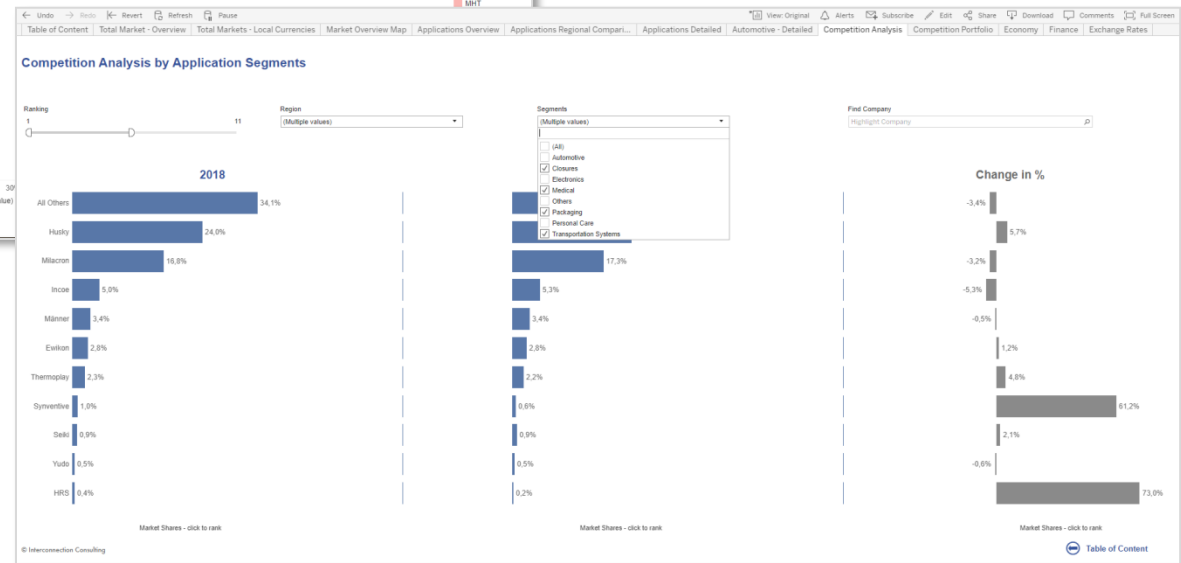 MHT
Undo Redo Revert Refresh Pause View: Original Alerts Subscribe Edit Share Download Comments Full Screen
Table of Content Total Market - Overview Total Markets - Local Currencies Market Overview Map Applications Overview Applications Regional Compari... Applications Detailed Automotive - Detailed Competition Analysis Competition Portfolio Economy Finance Exchange Rates
Competition Analysis by Application Segments
Ranking Region Segments Find Company
1 11 (Multiple values) (Multiple values) Highlight Company
(All)
Automotive
Closures
Electronics
Medical
Others
Packaging
Personal Care
Transportation Systems
2018 Change in %
All Others 34,1% -3,4%
Husky 24,0% 5,7%
Milacron 16,8% 17,3% -3,2%
Incoe 5,0% 5,3% -5,3%
Männer 3,4% 3,4% -0,5%
Ewikon 2,8% 2,8% 1,2%
Thermoplay 2,3% 2,2% 4,8%
Synventive 1,0% 0,6% 61,2%
Seiki 0,9% 0,9% 2,1%
Yudo 0,5% 0,5% -0,6%
HRS 0,4% 0,2% 73,0%
Market Shares - click to rank Market Shares - click to rank Market Shares - click to rank
© Interconnection Consulting Table of Content